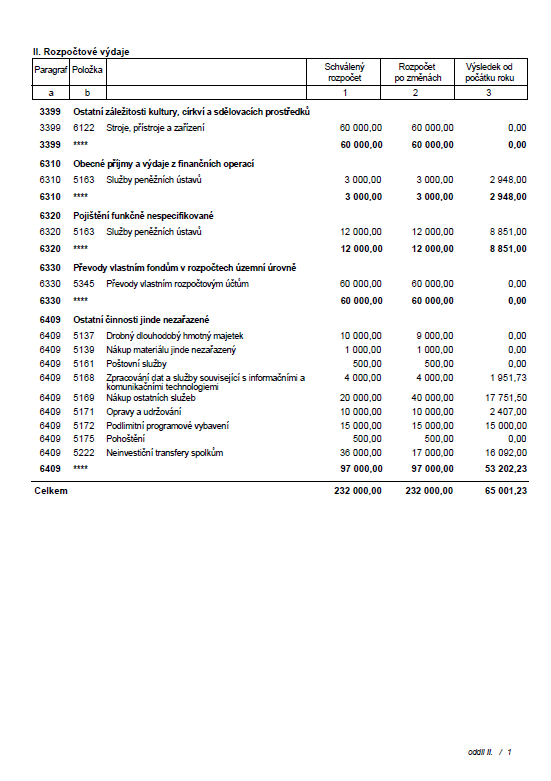 II. Rozpočtové výdaje
Paragraf Položka Schválený rozpočet Rozpočet po změnách Výsledek od počátku roku
a b 1 2 3
3399 Ostatní záležitosti kultury, církví a sdělovacích prostředků
3399 6122 Stroje, přístroje a zařízení 60 000,00 60 000,00 0,00
3399 **** 60 000,00 60 000,00 0,00
6310 Obecné příjmy a výdaje z finančních operací
6310 5163 Služby peněžních ústavů 3 000,00 3 000,00 2 948,00
6310 **** 3 000,00 3 000,00 2 948,00
6320 Pojištění funkčně nespecifikované
6320 5163 Služby peněžních ústavů 12 000,00 12 000,00 8 851,00
6320 **** 12 000,00 12 000,00 8 851,00
6330 Převody vlastním fondům v rozpočtech územní úrovně
6330 5345 Převody vlastním rozpočtovým účtům 60 000,00 60 000,00 0,00
6330 **** 60 000,00 60 000,00 0,00
6409 Ostatní činnosti jinde nezařazené
6409 5137 Drobný dlouhodobý hmotný majetek 10 000,00 9 000,00 0,00
6409 5139 Nákup materiálu jinde nezařazený 1 000,00 1 000,00 0,00
6409 5161 Poštovní služby 500,00 500,00 0,00
6409 5168 Zpracování dat a služby související s informačními a 4 000,00 4 000,00 1 951,73
komunikačními technologiemi
6409 5169 Nákup ostatních služeb 20 000,00 40 000,00 17 751,50
6409 5171 Opravy a udržování 10 000,00 10 000,00 2 407,00
6409 5172 Podlimitní programové vybavení 15 000,00 15 000,00 15 000,00
6409 5175 Pohoštění 500,00 500,00 0,00
6409 5222 Neinvestiční transfery spolkům 36 000,00 17 000,00 16 092,00
6409 **** 97 000,00 97 000,00 53 202,23
Celkem 232 000,00 232 000,00 65 001,23
oddíl II. / 1